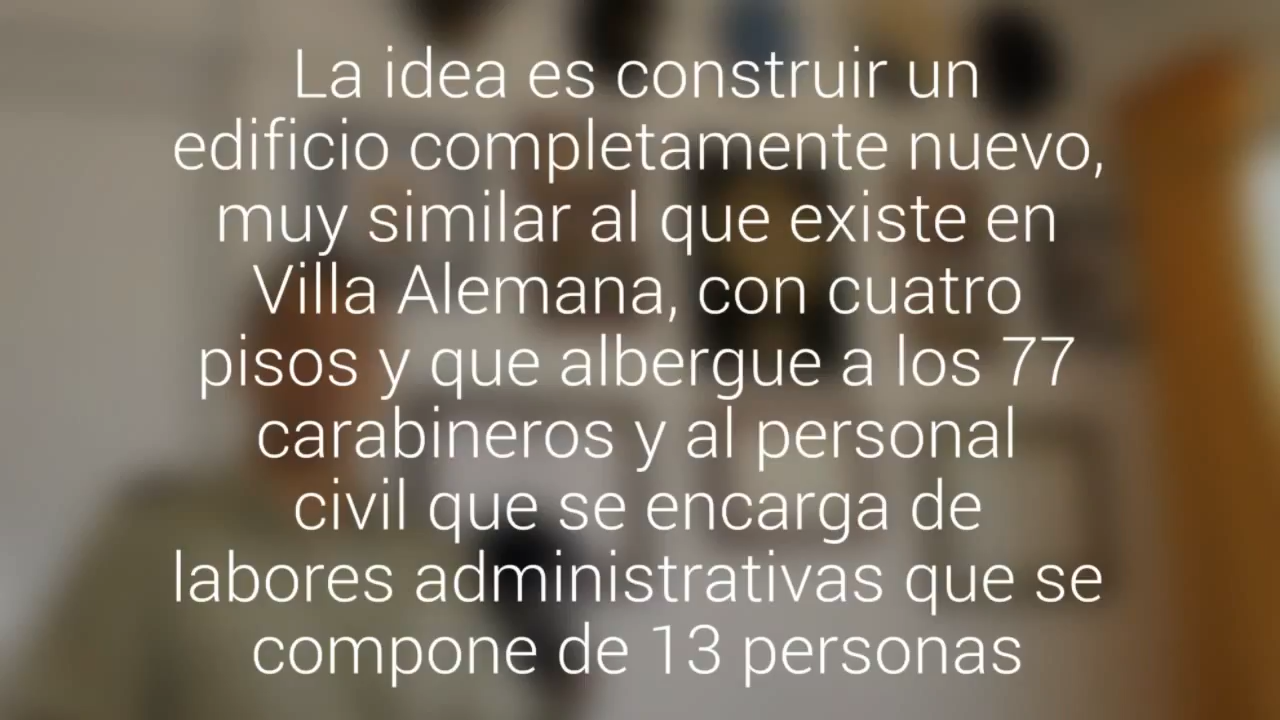 La idea es construir un
edificio completamente nuevo,
muy similar al que existe en
Villa Alemana, con cuatro
pisos y que albergue a los 77
carabineros y al personal
civil que se encarga de
labores administrativas que se
compone de 13 personas